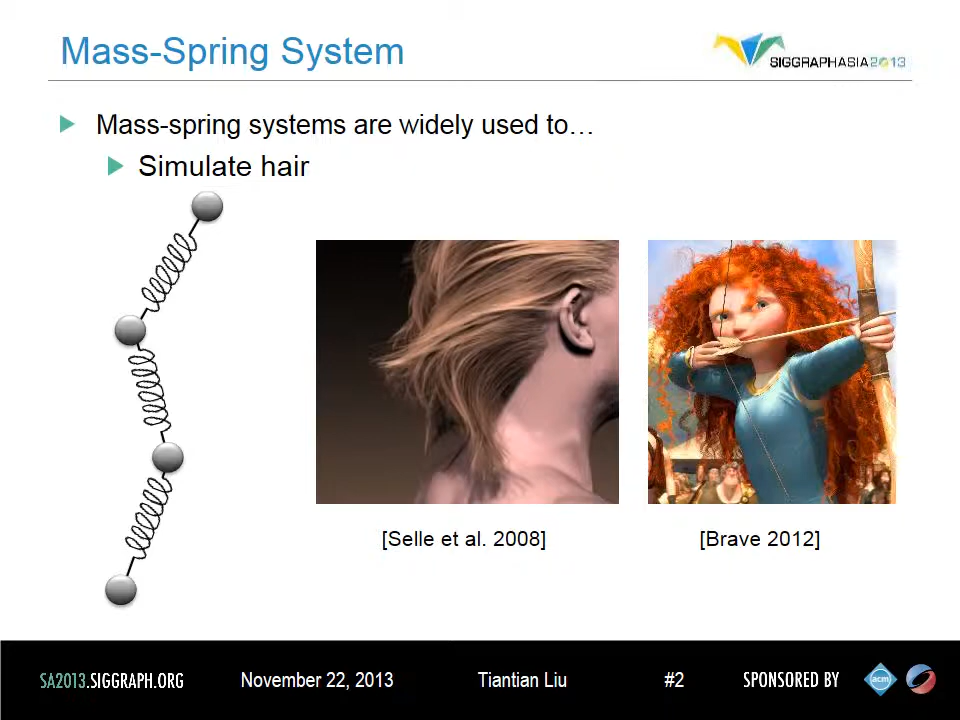 Mass-Spring System
SIGGRAPHASIA2013
Mass-spring systems are widely used to…
Simulate hair
[Selle et al. 2008]
[Brave 2012]
SA2013.SIGGRAPH.ORG
November 22, 2013
Tiantian Liu
#2
SPONSORED BY
acm